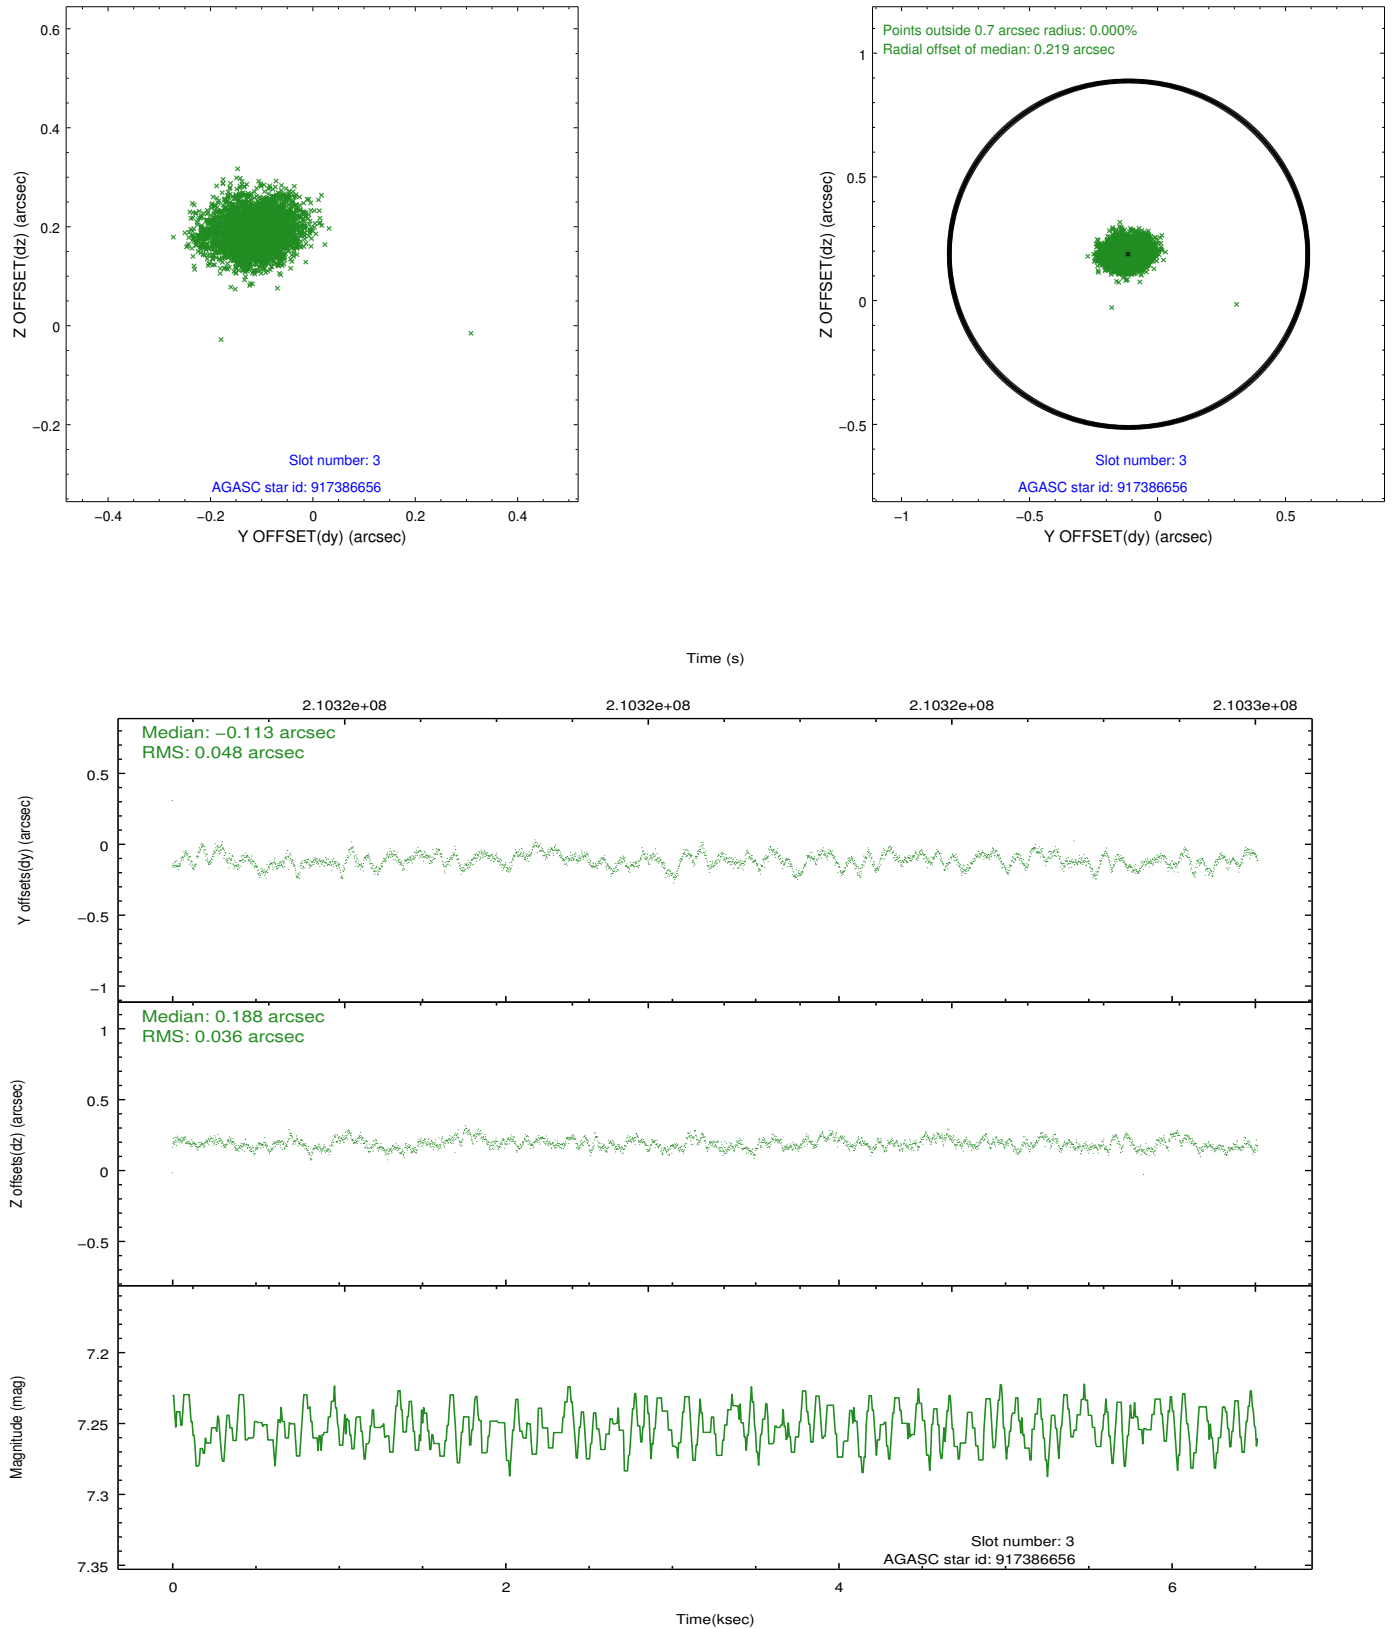 0.6
0.4
0.2
0
−0.2
Z OFFSET(dz) (arcsec)
Slot number: 3
AGASC star id: 917386656
−0.4 −0.2 0 0.2 0.4
Y OFFSET(dy) (arcsec)
Points outside 0.7 arcsec radius: 0.000%
Radial offset of median: 0.219 arcsec
1
0.5
0
−0.5
Z OFFSET(dz) (arcsec)
Slot number: 3
AGASC star id: 917386656
−1 −0.5 0 0.5
Y OFFSET(dy) (arcsec)
Time (s)
2.1032e+08 2.1032e+08 2.1032e+08 2.1033e+08
Median: −0.113 arcsec
RMS: 0.048 arcsec
0.5
0
−0.5
−1
Y offsets(dy) (arcsec)
Median: 0.188 arcsec
RMS: 0.036 arcsec
1
0.5
0
−0.5
Z offsets(dz) (arcsec)
7.2
7.25
7.3
7.35
Magnitude (mag)
Slot number: 3
AGASC star id: 917386656
0 2 4 6
Time(ksec)